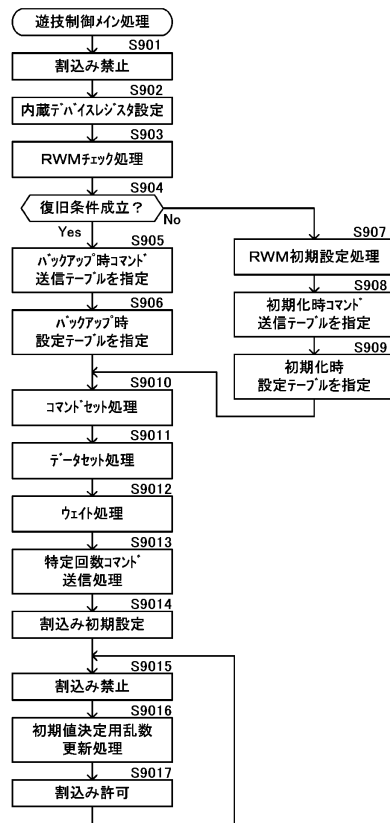 遊技制御メイン処理
S901
割込み禁止
S902
内蔵ﾃﾞﾊﾞｲｽﾚｼﾞｽﾀ設定
S903
RWMﾁｪｯｸ処理
S904
復旧条件成立？
No
Yes
S905
ﾊﾞｯｸｱｯﾌﾟ時ｺﾏﾝﾄﾞ
送信ﾃｰﾌﾞﾙを指定
S906
ﾊﾞｯｸｱｯﾌﾟ時
設定ﾃｰﾌﾞﾙを指定
S907
RWM初期設定処理
S908
初期化時ｺﾏﾝﾄﾞ
送信ﾃｰﾌﾞﾙを指定
S909
初期化時
設定ﾃｰﾌﾞﾙを指定
S9010
ｺﾏﾝﾄﾞｾｯﾄ処理
S9011
ﾃﾞｰﾀｾｯﾄ処理
S9012
ｳｪｲﾄ処理
S9013
特定回数ｺﾏﾝﾄﾞ
送信処理
S9014
割込み初期設定
S9015
割込み禁止
S9016
初期値決定用乱数
更新処理
S9017
割込み許可